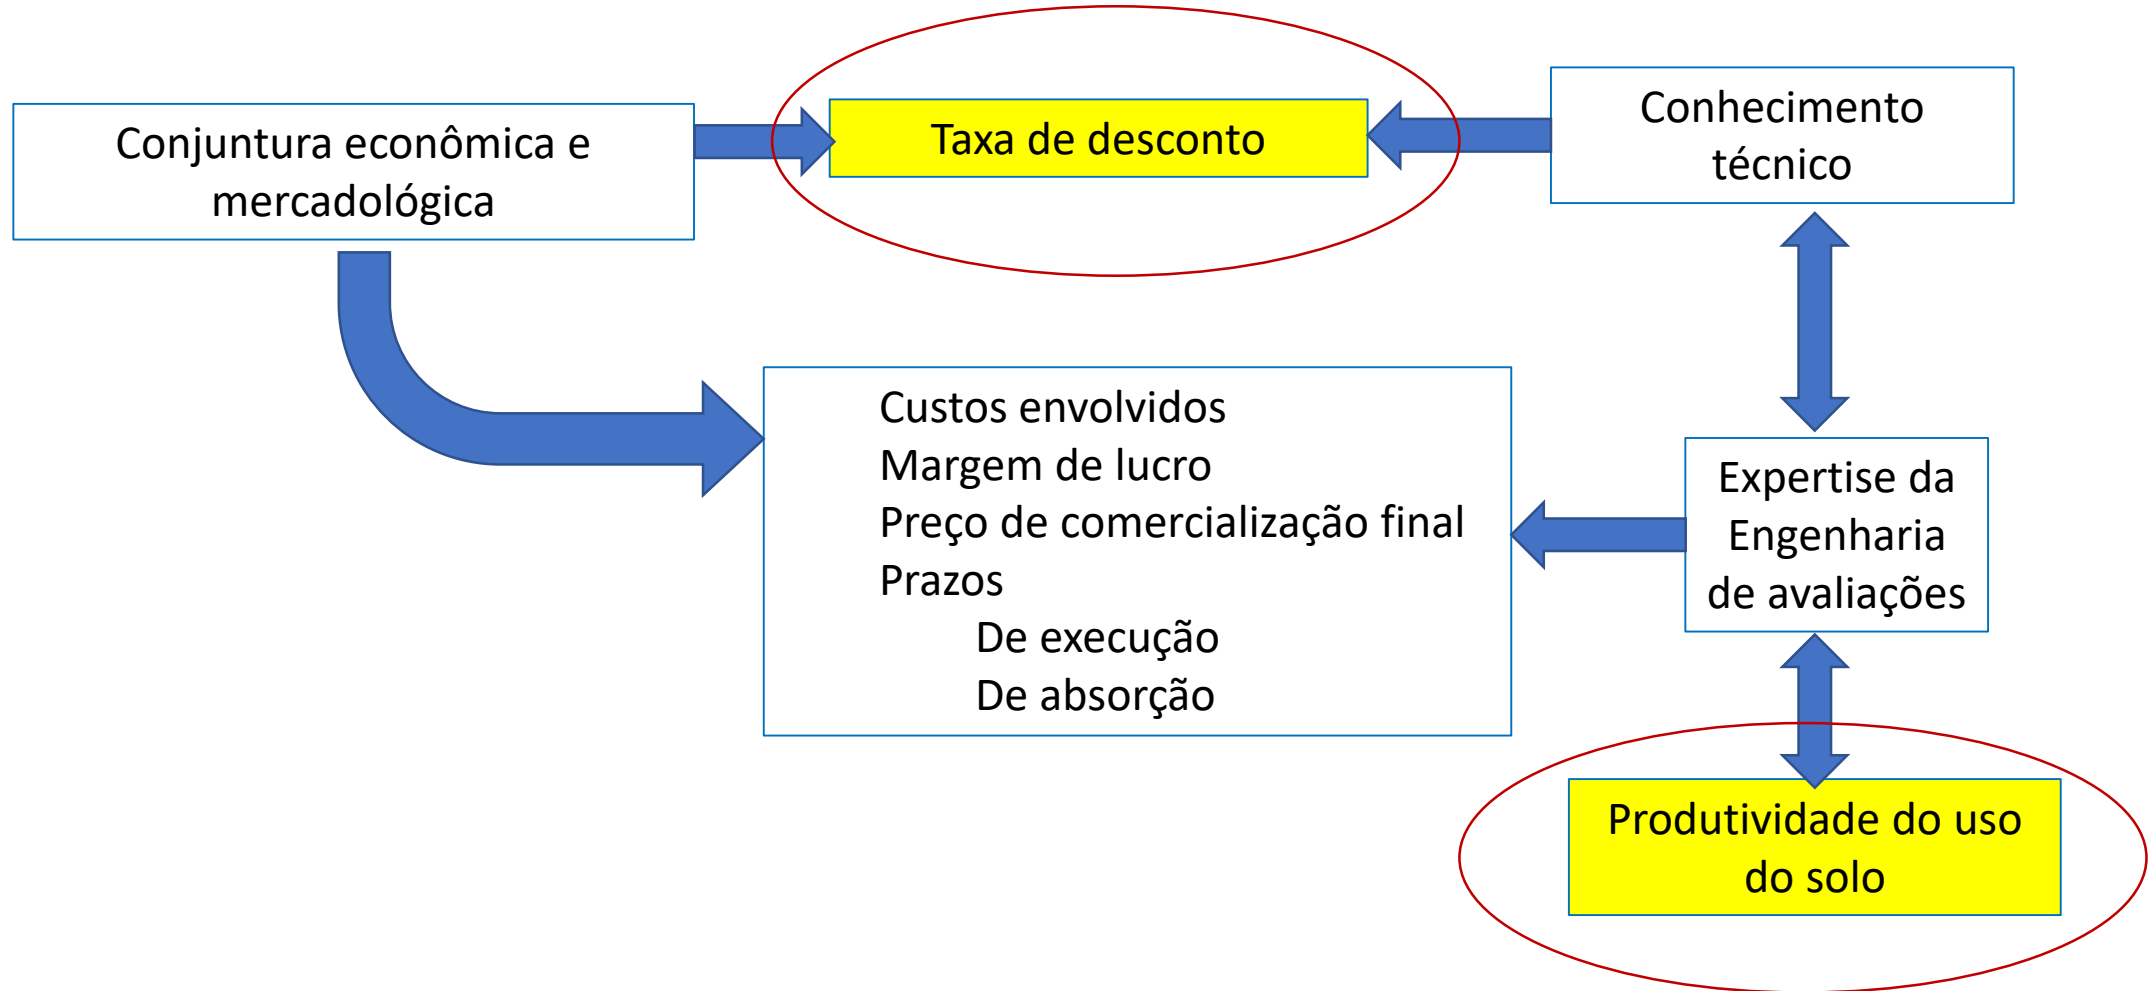 Conjuntura econômica e
mercadológica
Taxa de desconto
Conhecimento
técnico
Custos envolvidos
Margem de lucro
Preço de comercialização final
Prazos
De execução
De absorção
Expertise da
Engenharia
de avaliações
Produtividade do uso
do solo